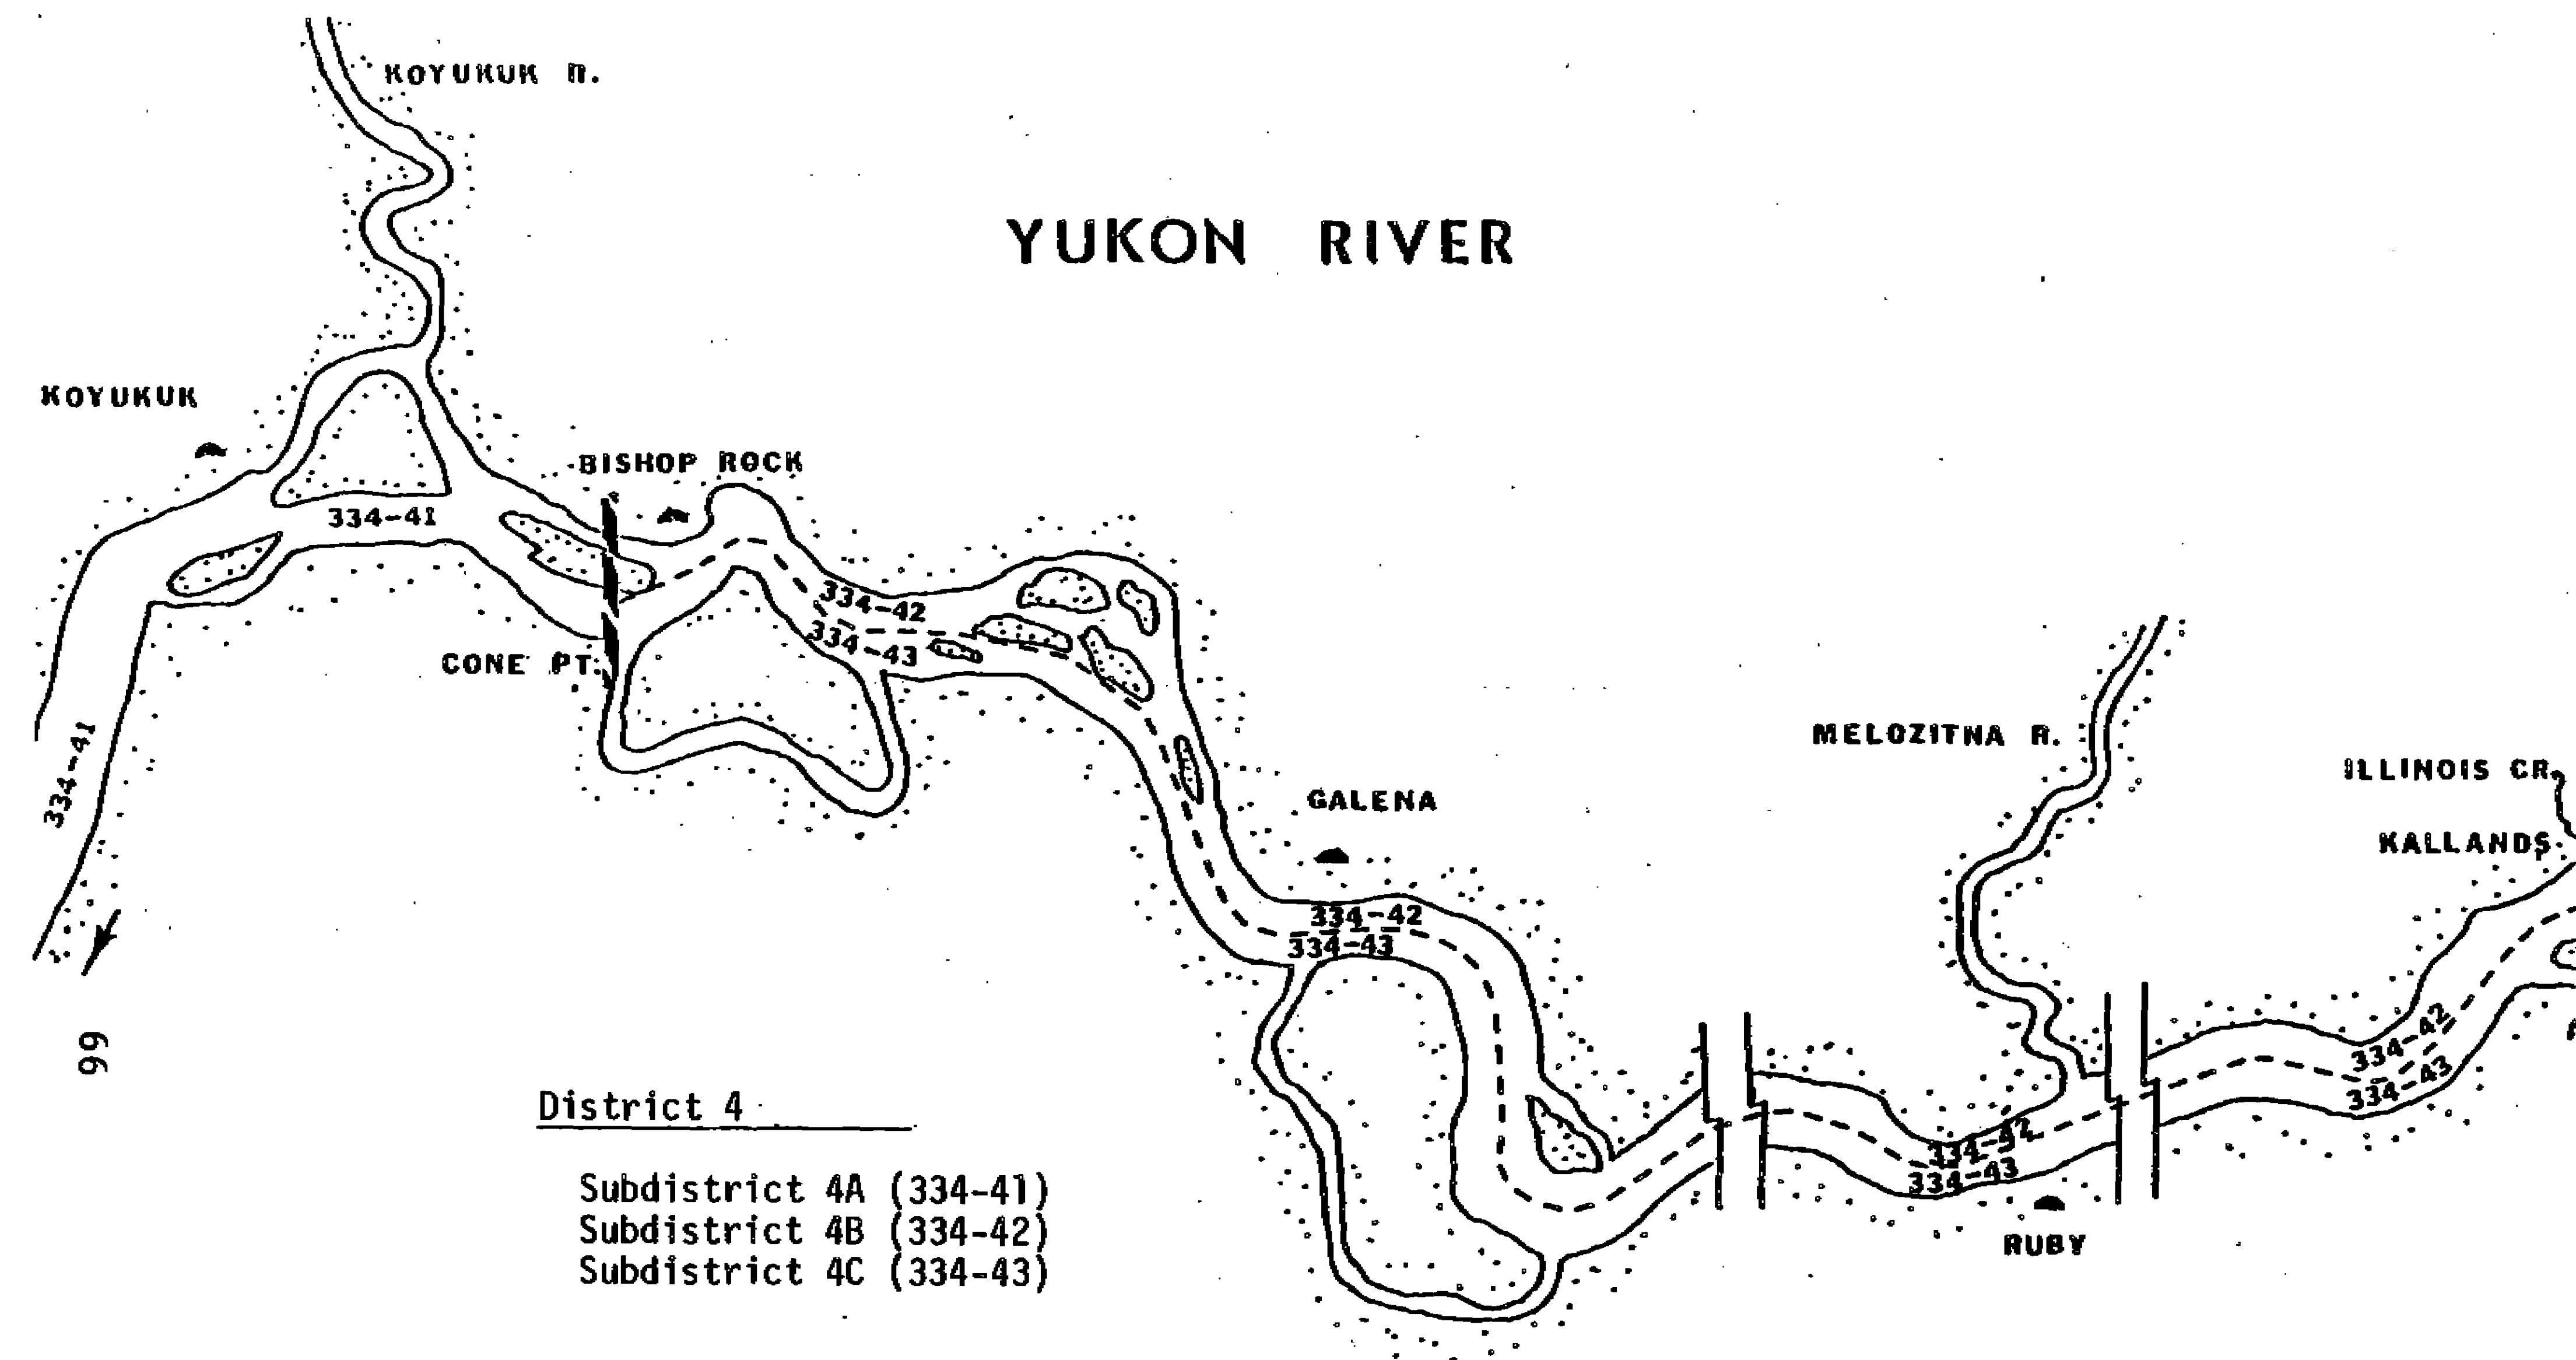 KOYUKUK R.
YUKON RIVER
KOYUKUK
BISHOP ROCK
334-41
334-42
334-43
CONE PT.
334-41
MELOZITNA R.
ILLINOIS CR.
GALENA
KALLANDS
334-42
334-43
334-42
334-43
334-42
334-43
RUBY
66
District 4
Subdistrict 4A (334-41)
Subdistrict 4B (334-42)
Subdistrict 4C (334-43)